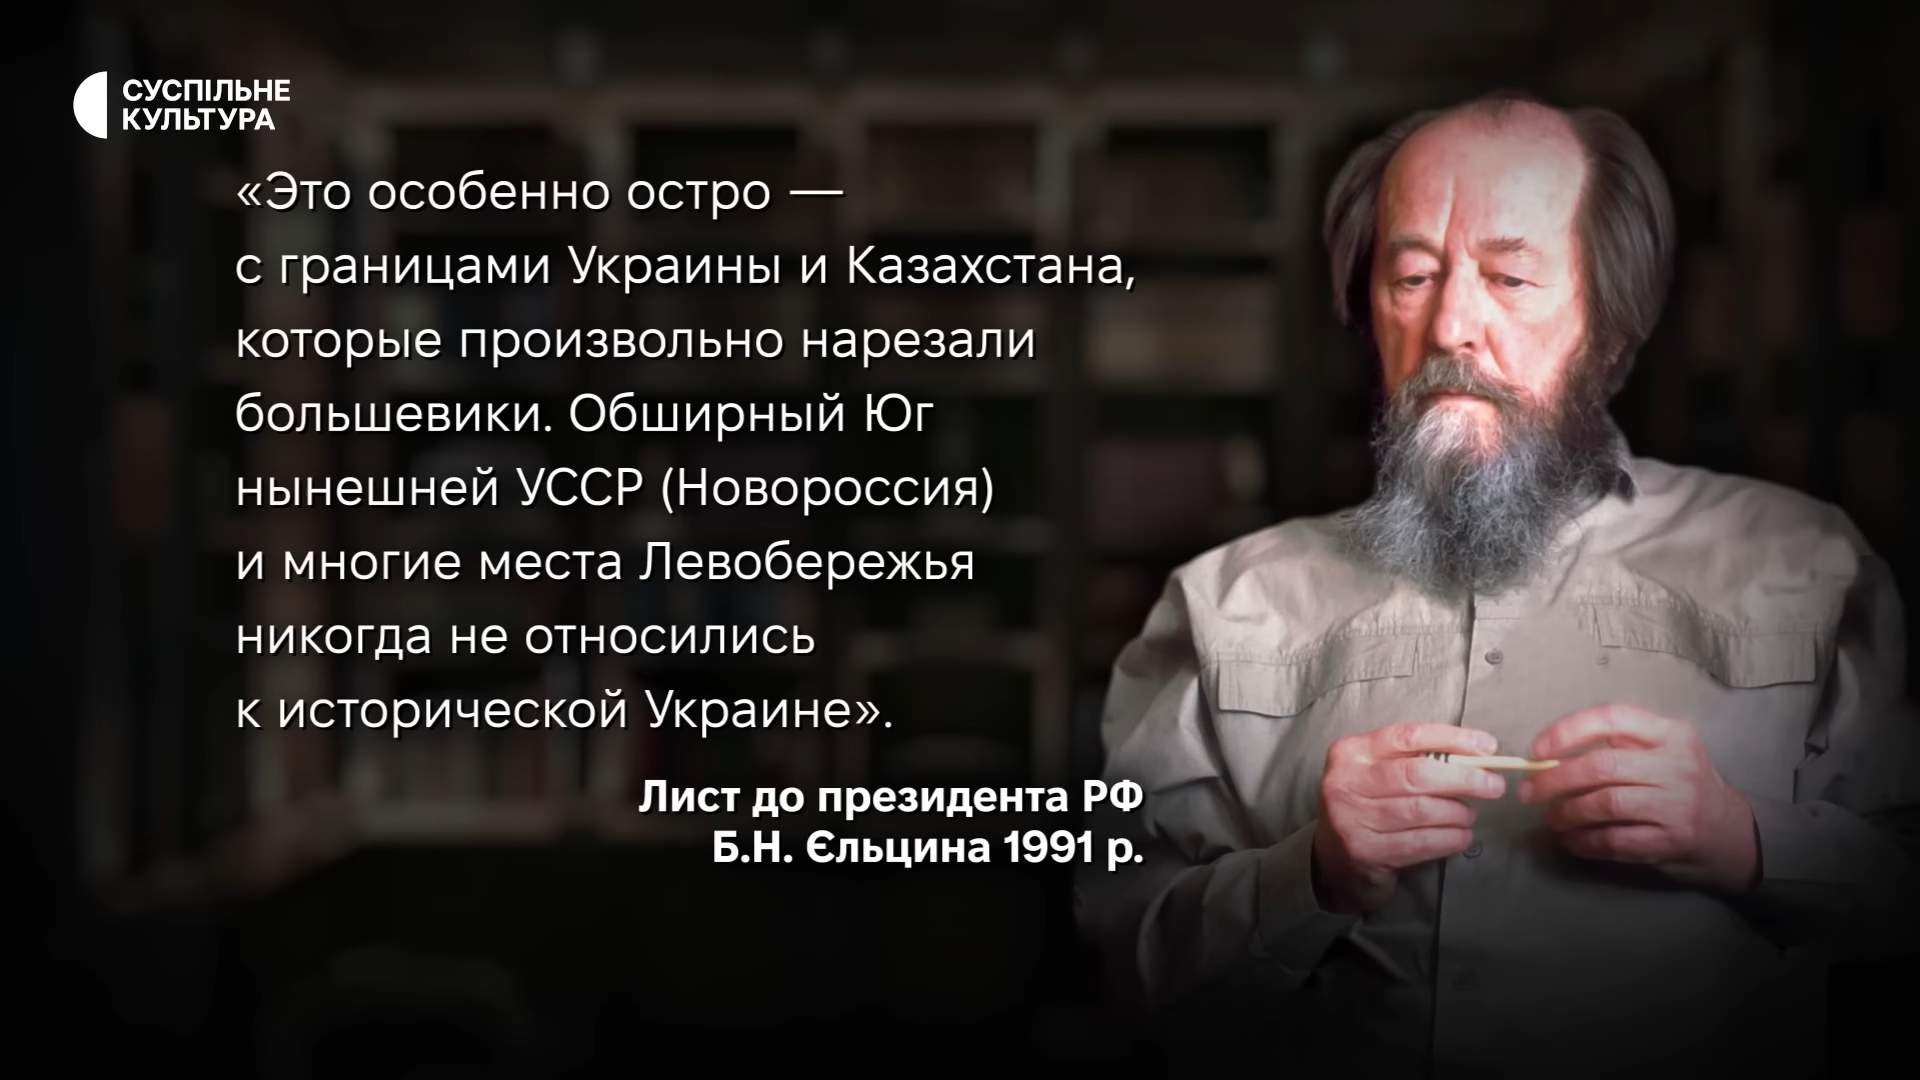 СУСПІЛЬНЕ
КУЛЬТУРА
«Это особенно остро —
с границами Украины и Казахстана,
которые произвольно нарезали
большевики. Обширный Юг
нынешней УССР (Новороссия)
и многие места Левобережья
никогда не относились
к исторической Украине».
Лист до президента РФ
Б.Н. Єльцина 1991 р.